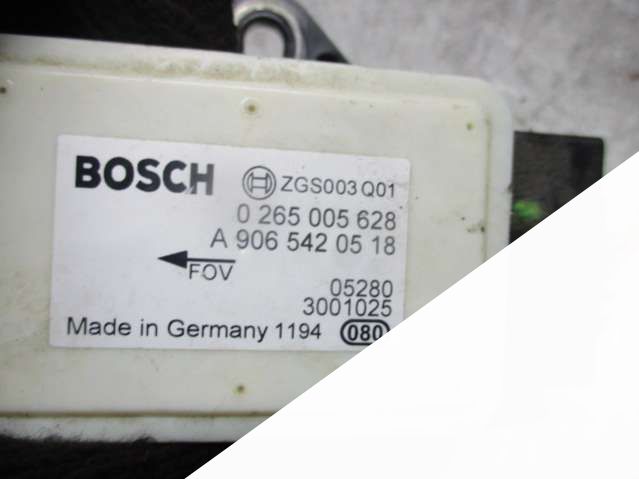 BOSCH ZGS003 Q01
0 265 005 628
A 906 542 05 18
FOV
05280
3001025
Made in Germany 1194 080